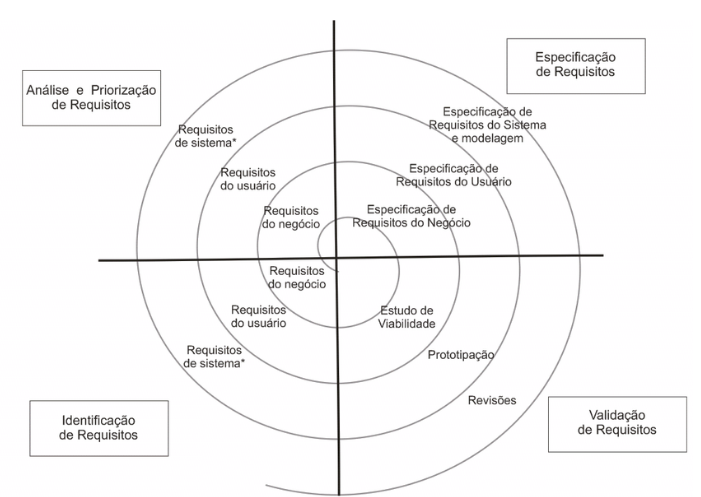 Especificação
de Requisitos
Análise e Priorização
de Requisitos
Especificação de
Requisitos do Sistema
e modelagem
Requisitos
de sistema*
Especificação de
Requisitos do Usuário
Requisitos
do usuário
Especificação de
Requisitos do Negócio
Requisitos
do negócio
Requisitos
do negócio
Requisitos
do usuário
Estudo de
Viabilidade
Requisitos
de sistema*
Prototipação
Revisões
Identificação
de Requisitos
Validação
de Requisitos